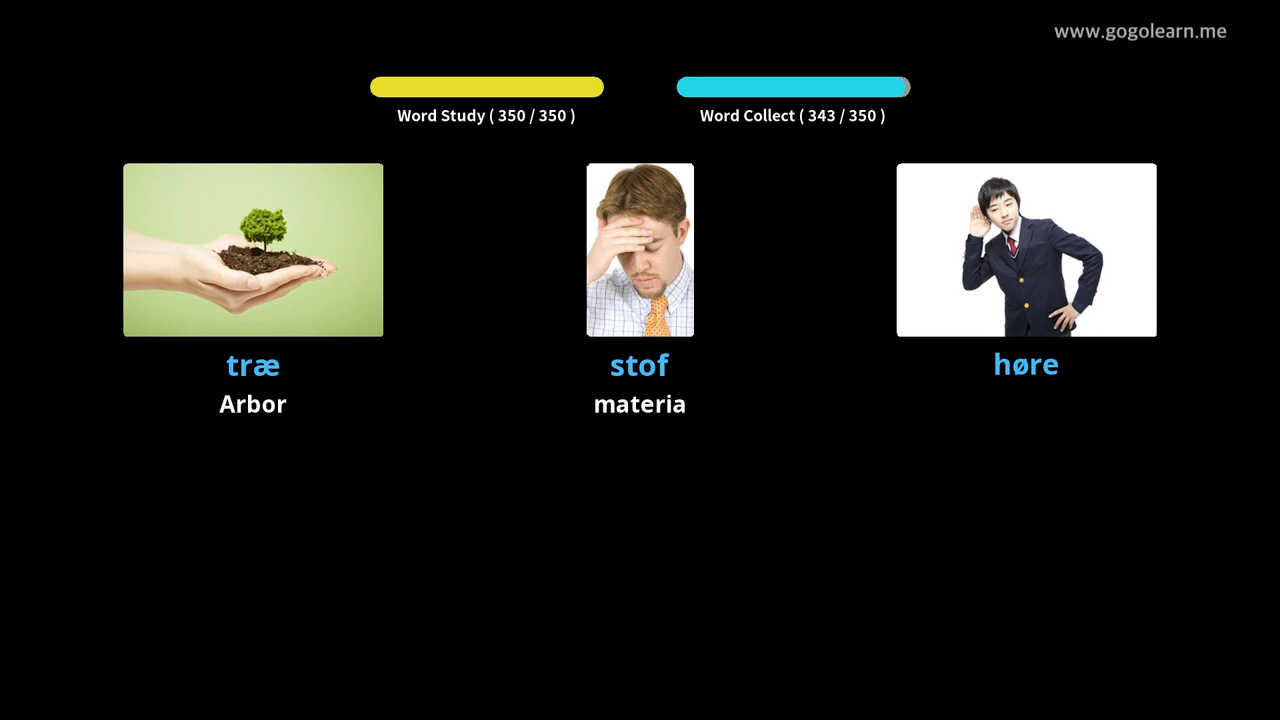 www.gogolearn.me
Word Study ( 350 / 350 )
Word Collect ( 343 / 350 )
træ
stof
høre
Arbor
materia